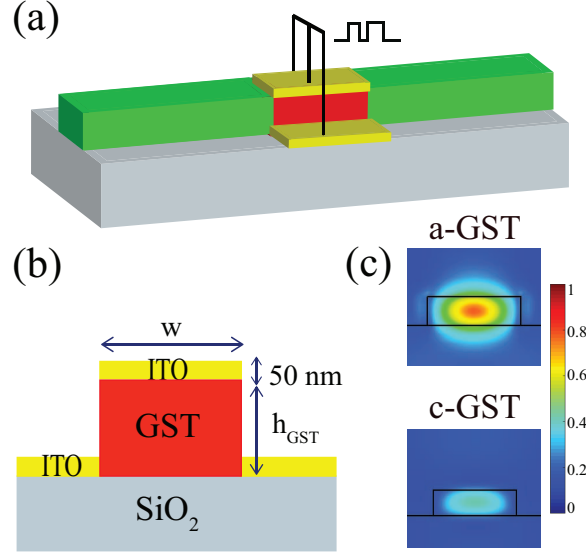 (a)
(b)
w
ITO
50 nm
GST
h_GST
ITO
SiO₂
(c)
a-GST
c-GST
1
0.8
0.6
0.4
0.2
0